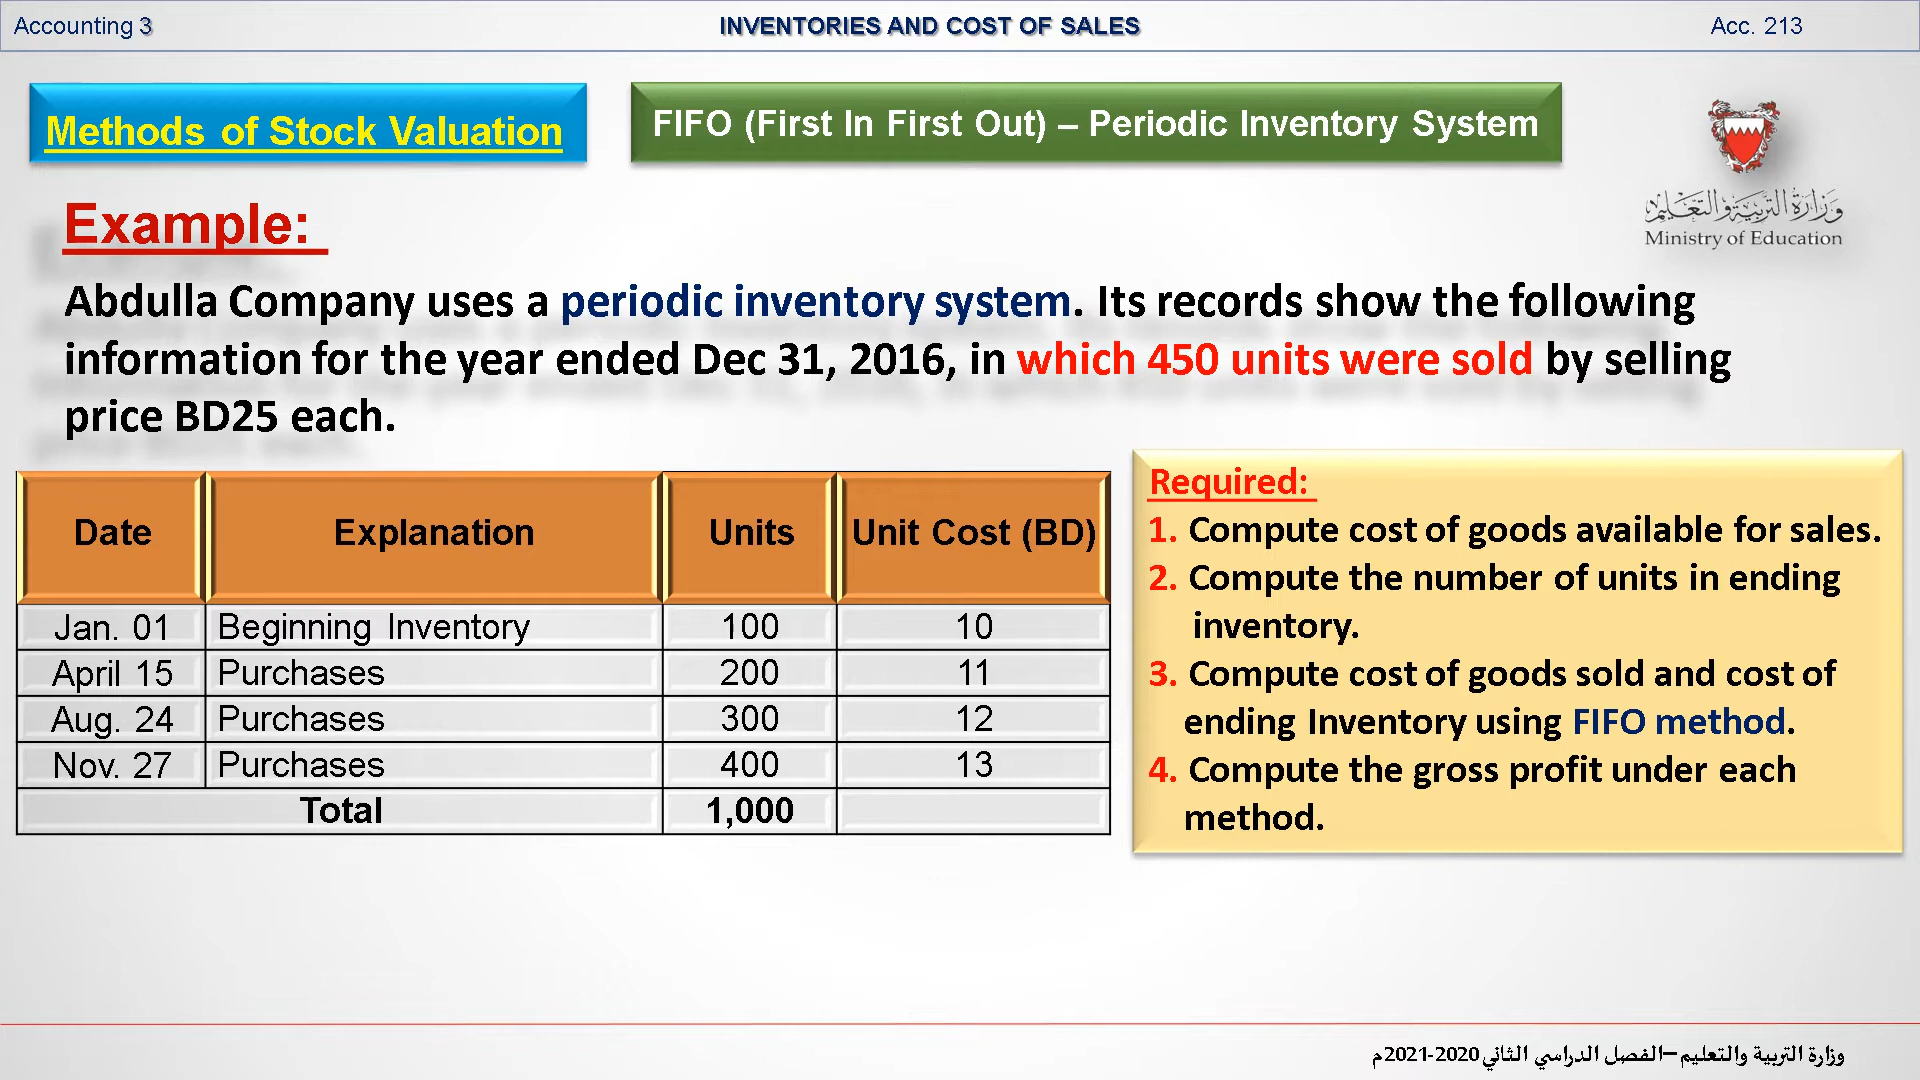 Accounting 3
INVENTORIES AND COST OF SALES
Acc. 213
Methods of Stock Valuation
FIFO (First In First Out) – Periodic Inventory System
وزارة التربية والتعليم
Ministry of Education
Example:
Abdulla Company uses a periodic inventory system. Its records show the following
information for the year ended Dec 31, 2016, in which 450 units were sold by selling
price BD25 each.
Date Explanation Units Unit Cost (BD)
Jan. 01 Beginning Inventory 100 10
April 15 Purchases 200 11
Aug. 24 Purchases 300 12
Nov. 27 Purchases 400 13
Total 1,000
Required:
1. Compute cost of goods available for sales.
2. Compute the number of units in ending
inventory.
3. Compute cost of goods sold and cost of
ending Inventory using FIFO method.
4. Compute the gross profit under each
method.
وزارة التربية والتعليم –الفصل الدراسي الثاني 2020-2021م